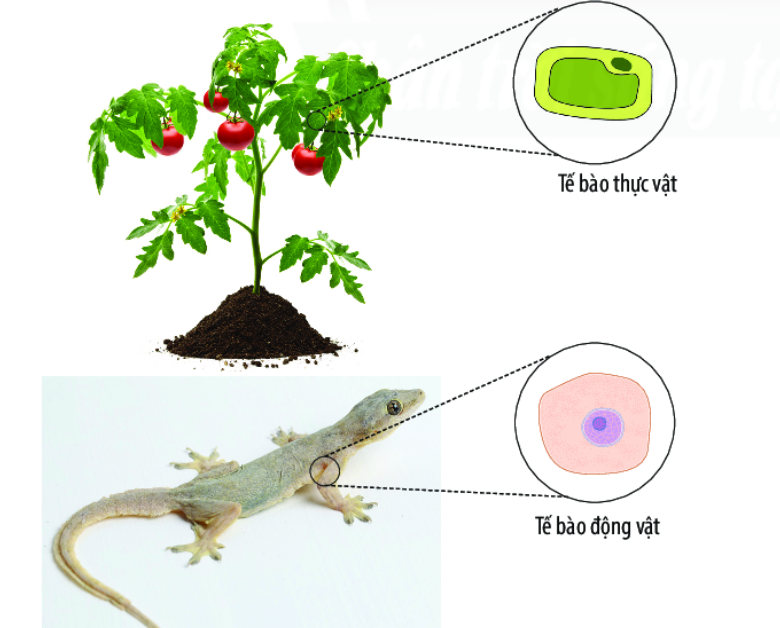 Tế bào thực vật
Tế bào động vật